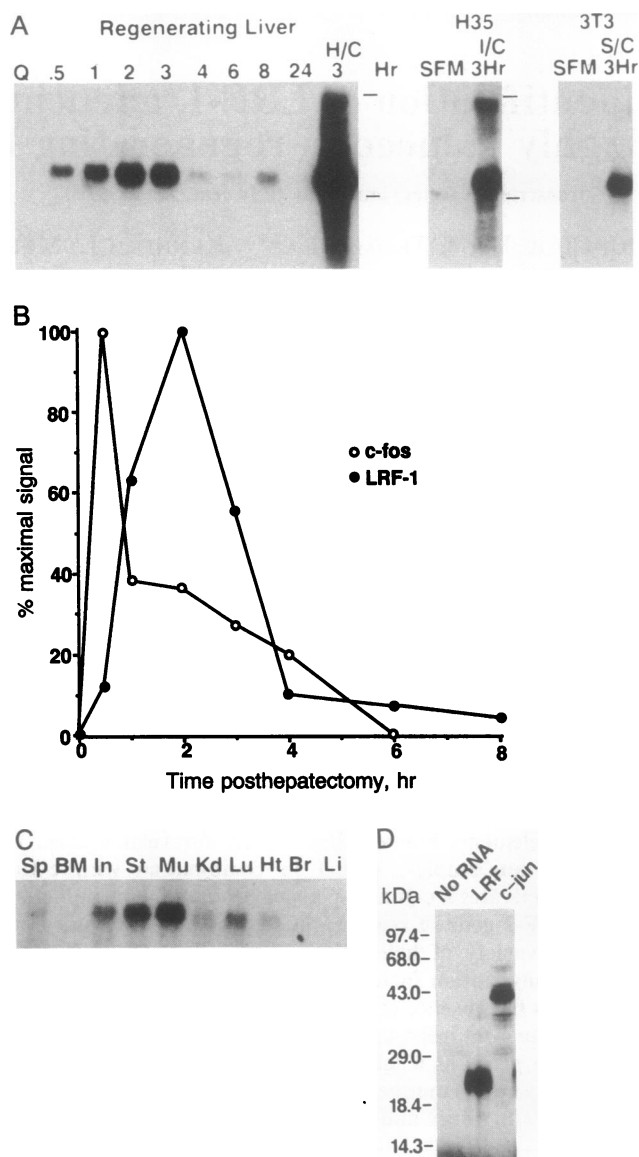 A
Regenerating Liver
H/C
Q .5 1 2 3 4 6 8 24 3 Hr
H35
I/C
SFM 3Hr
3T3
S/C
SFM 3Hr
B
100
80
60
40
20
0
% maximal signal
c-fos
LRF-1
0 2 4 6 8
Time posthepatectomy, hr
C
Sp BM In St Mu Kd Lu Ht Br Li
D
kDa
No RNA
LRF
c-jun
97.4-
68.0-
43.0-
29.0-
18.4-
14.3-